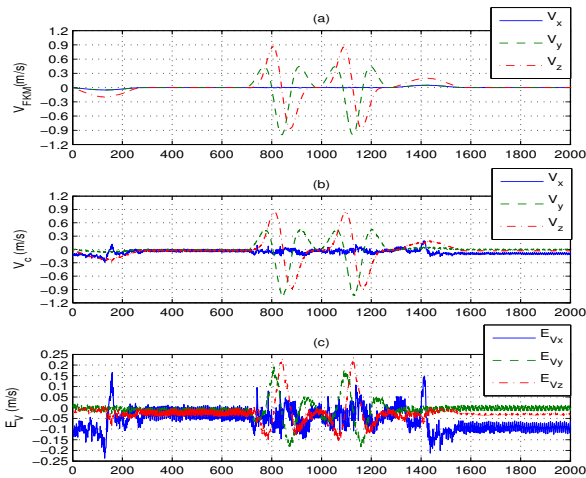 (a)
V_FKM(m/s)
1.2
0.9
0.6
0.3
0
−0.3
−0.6
−0.9
−1.2
0 200 400 600 800 1000 1200 1400 1600 1800 2000
V_x
V_y
V_z
(b)
V_c (m/s)
1.2
0.9
0.6
0.3
0
−0.3
−0.6
−0.9
−1.2
0 200 400 600 800 1000 1200 1400 1600 1800 2000
V_x
V_y
V_z
(c)
E_v (m/s)
0.25
0.2
0.15
0.1
0.05
0
−0.05
−0.1
−0.15
−0.2
−0.25
0 200 400 600 800 1000 1200 1400 1600 1800 2000
E_Vx
E_Vy
E_Vz